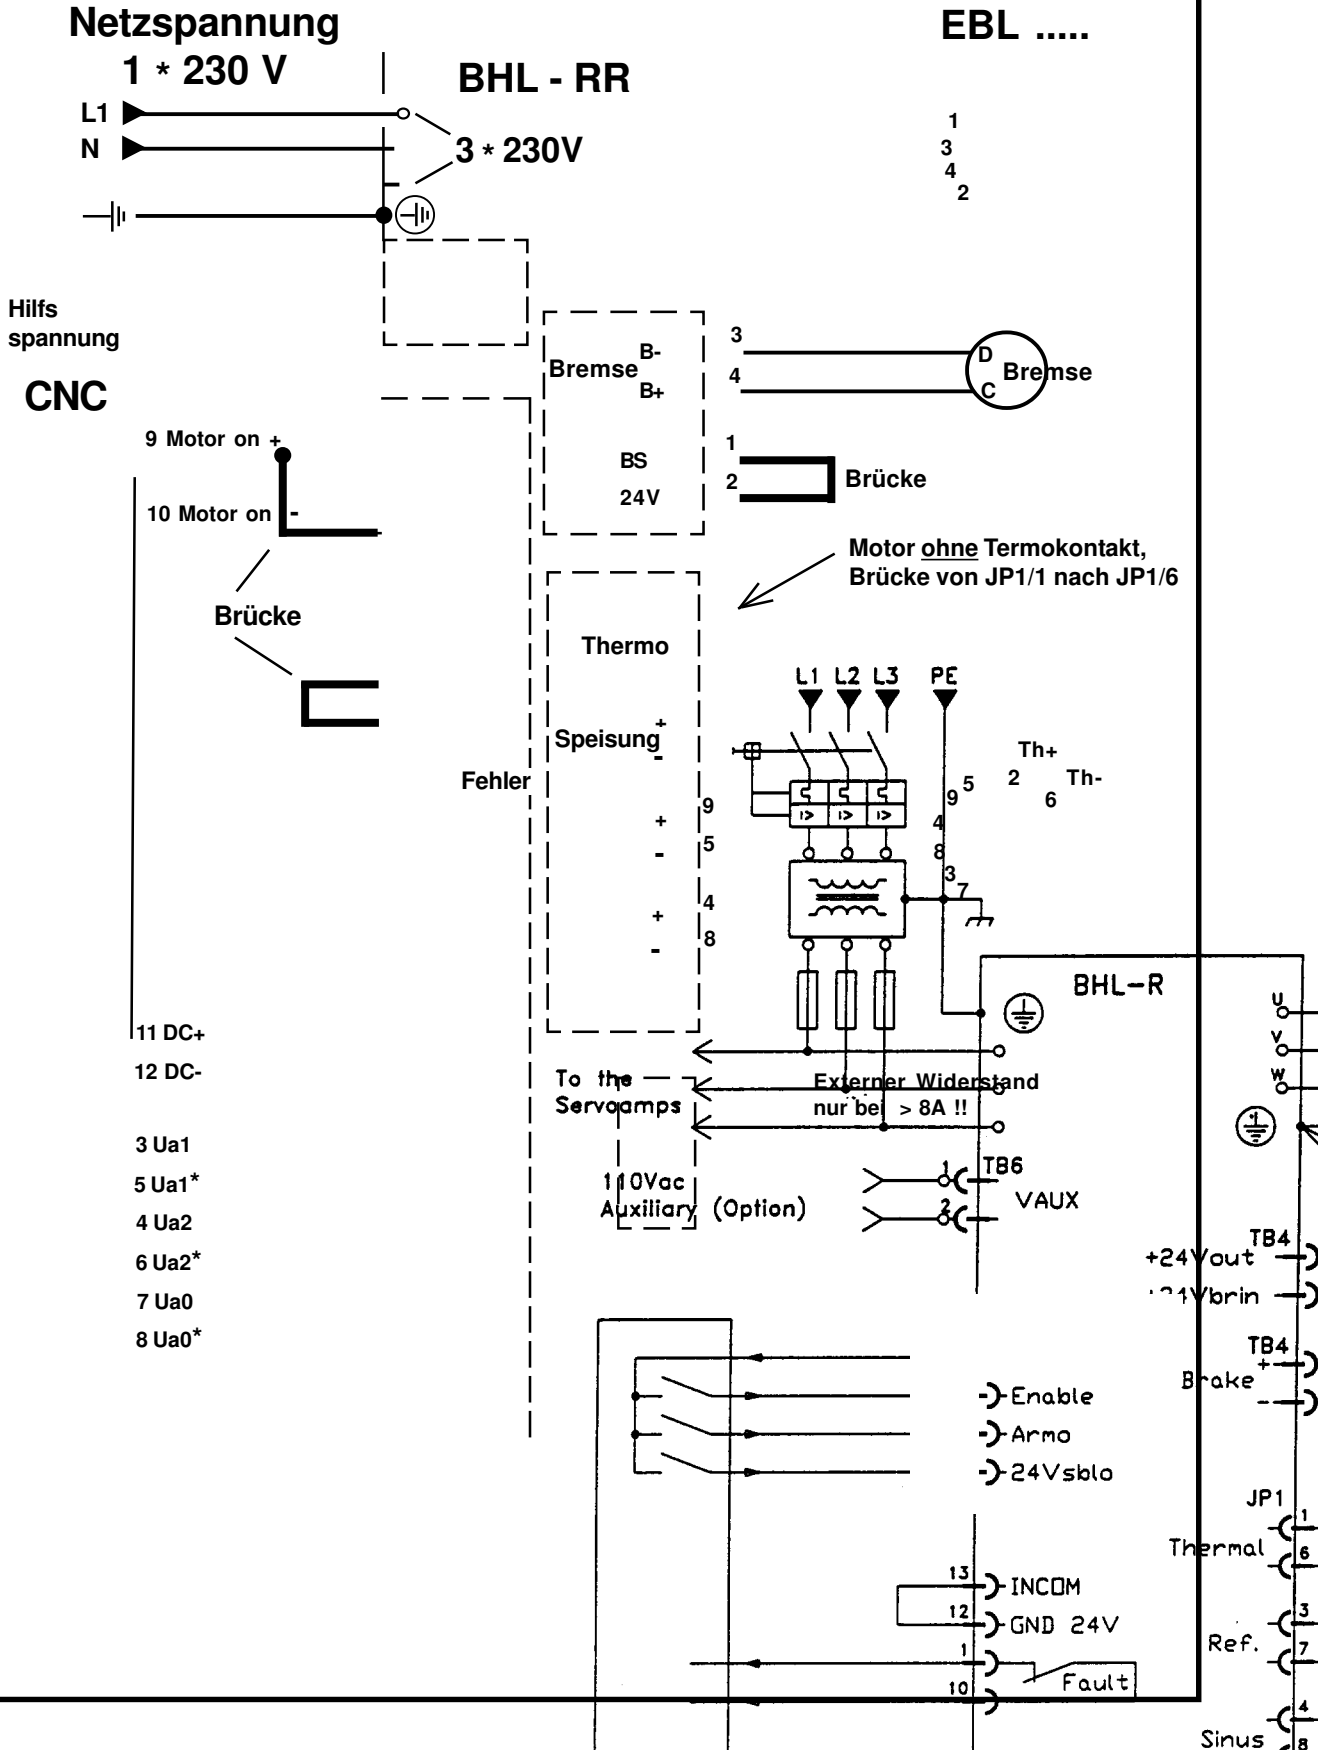 Netzspannung
1 * 230 V
EBL .....
BHL - RR
L1
N
3 * 230V
1
3
4
2
Hilfs
spannung
CNC
Bremse
B-
B+
3
4
D
C
Bremse
9 Motor on +
10 Motor on -
BS
24V
1
2
Brücke
Motor ohne Termokontakt,
Brücke von JP1/1 nach JP1/6
Brücke
Thermo
L1 L2 L3 PE
+
Speisung
-
Fehler
Th+
2 Th-
6
5
9
4
8
3
7
I> I> I>
+
-
9
5
+
-
4
8
BHL-R
U
V
W
11 DC+
12 DC-
To the
Servoamps
Externer Widerstand
nur bei > 8A !!
3 Ua1
5 Ua1*
4 Ua2
6 Ua2*
7 Ua0
8 Ua0*
110Vac
Auxiliary (Option)
1
2
TB6
VAUX
TB4
+24Vout
Vbrin
TB4
+
Brake
-
Enable
Armo
24Vsblo
JP1
1
Thermal
6
13
INCOM
12
GND 24V
3
Ref.
7
1
Fault
10
4
Sinus
8